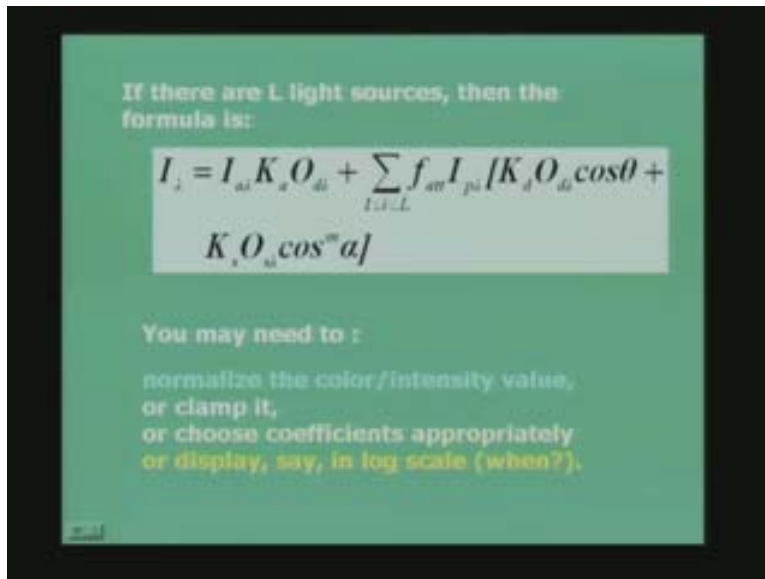 If there are L light sources, then the
formula is:
I_λ = I_aλ K_a O_dλ + ∑ f_att I_pλ [K_d O_dλ cosθ +
1≤i≤L
K_s O_sλ cos^n α]
You may need to :
normalize the color/intensity value,
or clamp it,
or choose coefficients appropriately
or display, say, in log scale (when?).